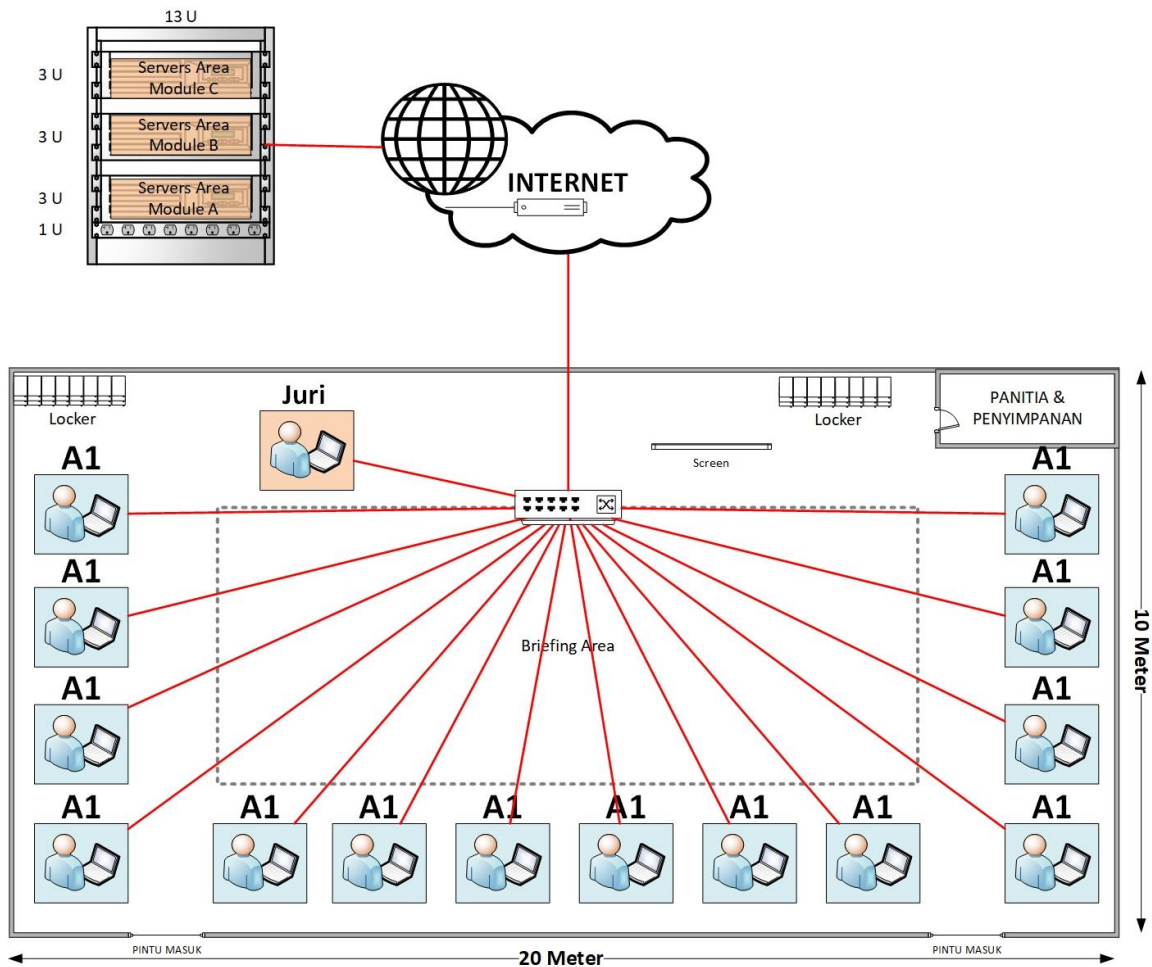 13 U
3 U
Servers Area
Module C
3 U
Servers Area
Module B
3 U
Servers Area
Module A
1 U
INTERNET
Locker
Juri
Screen
Locker
PANITIA &
PENYIMPANAN
A1
A1
A1
A1
Briefing Area
A1
A1
10 Meter
A1
A1
A1
A1
A1
A1
A1
A1
PINTU MASUK
20 Meter
PINTU MASUK